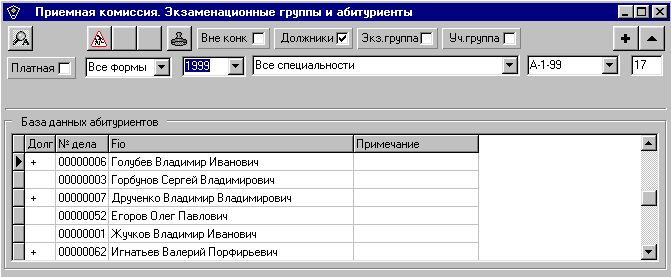 Приемная комиссия. Экзаменационные группы и абитуриенты
Вне конк Должники Экз.группа Уч.группа + 
Платная Все формы 1999 Все специальности А-1-99 17
База данных абитуриентов
Долг № дела Fio Примечание
+ 00000006 Голубев Владимир Иванович
00000003 Горбунов Сергей Владимирович
+ 00000007 Друченко Владимир Владимирович
00000052 Егоров Олег Павлович
00000001 Жучков Владимир Иванович
+ 00000062 Игнатьев Валерий Порфирьевич